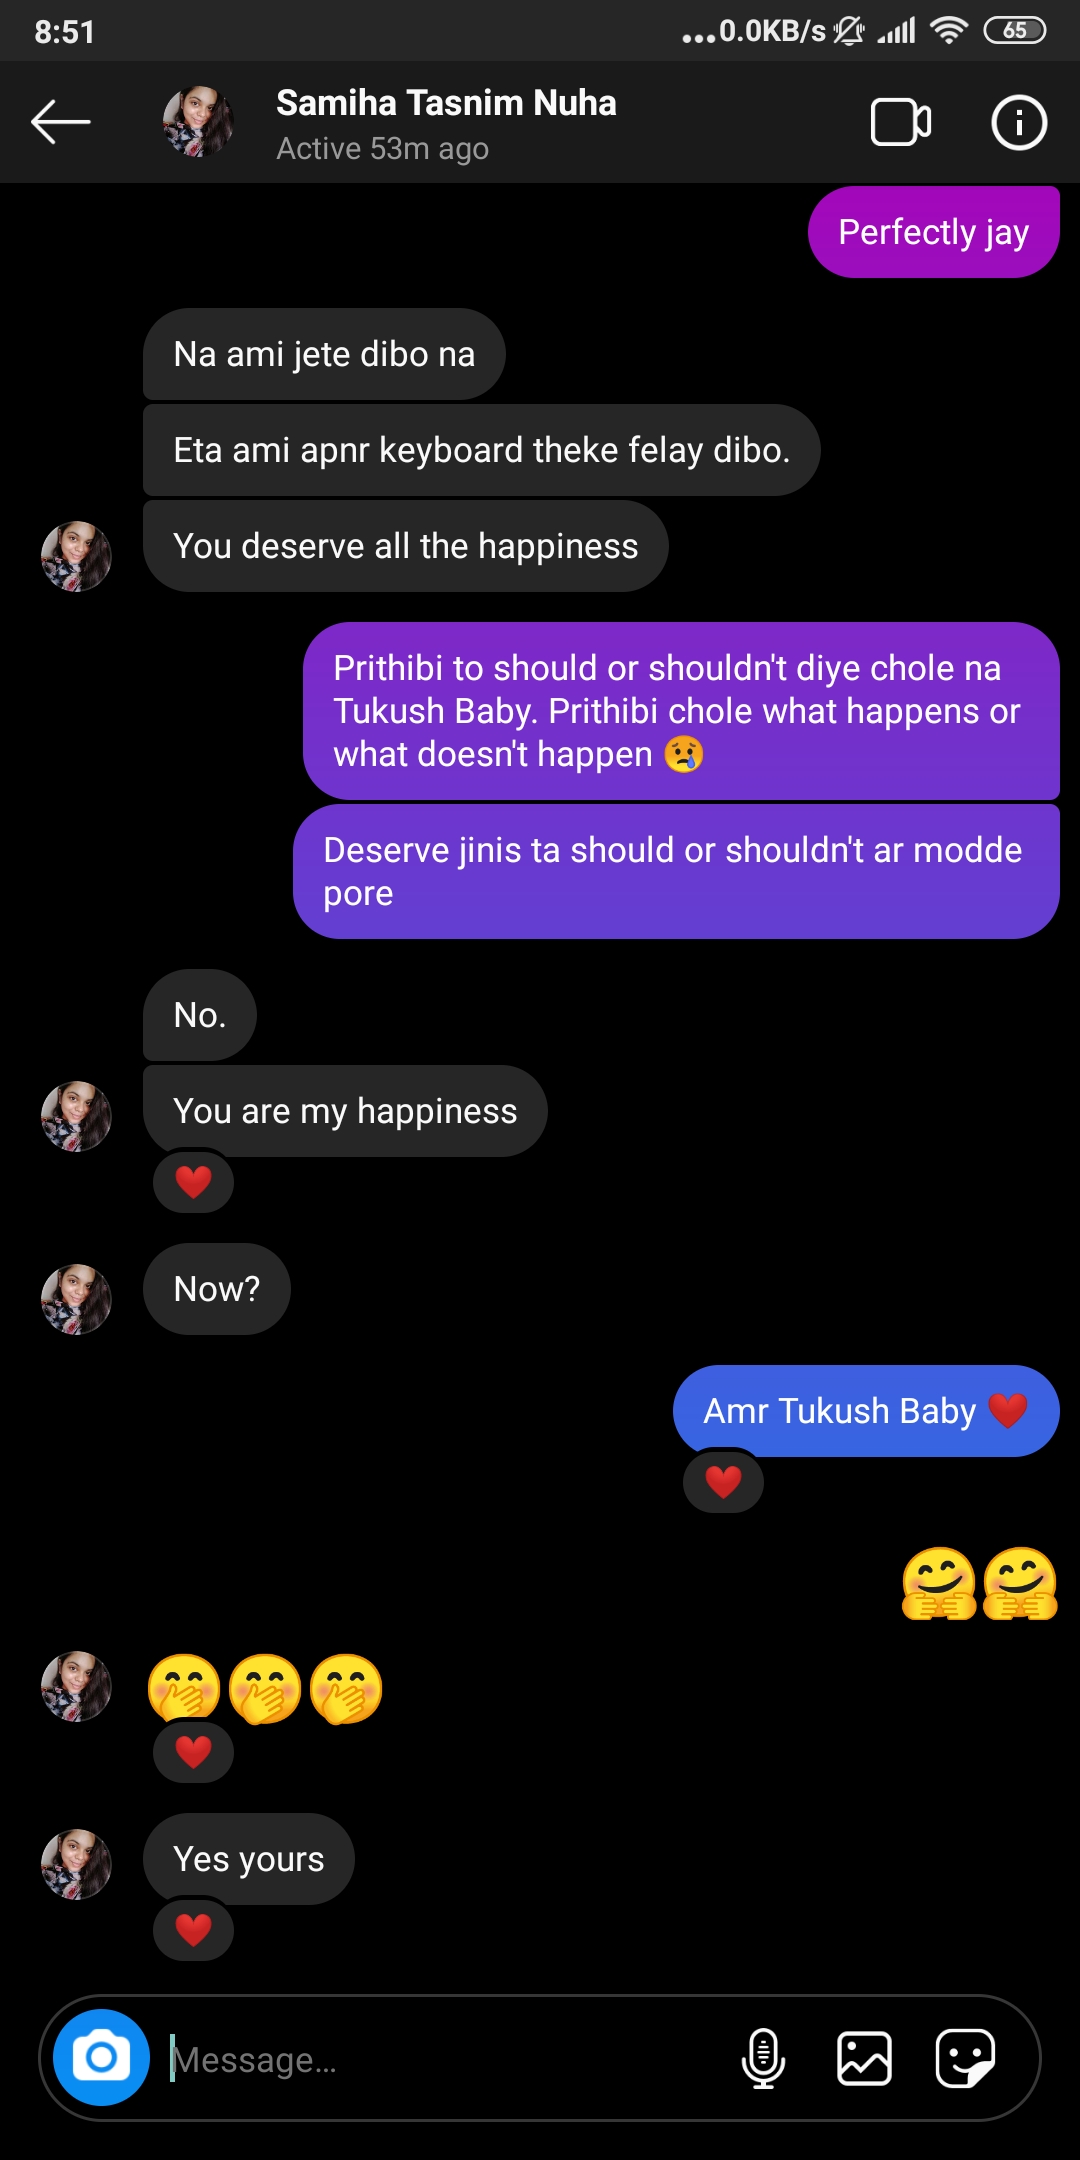 8:51
...0.0KB/s
65
Samiha Tasnim Nuha
Active 53m ago
Perfectly jay
Na ami jete dibo na
Eta ami apnr keyboard theke felay dibo.
You deserve all the happiness
Prithibi to should or shouldn't diye chole na
Tukush Baby. Prithibi chole what happens or
what doesn't happen 😢
Deserve jinis ta should or shouldn't ar modde
pore
No.
You are my happiness
❤️
Now?
Amr Tukush Baby ❤️
❤️
🤗🤗
🤭🤭🤭
❤️
Yes yours
❤️
Message...